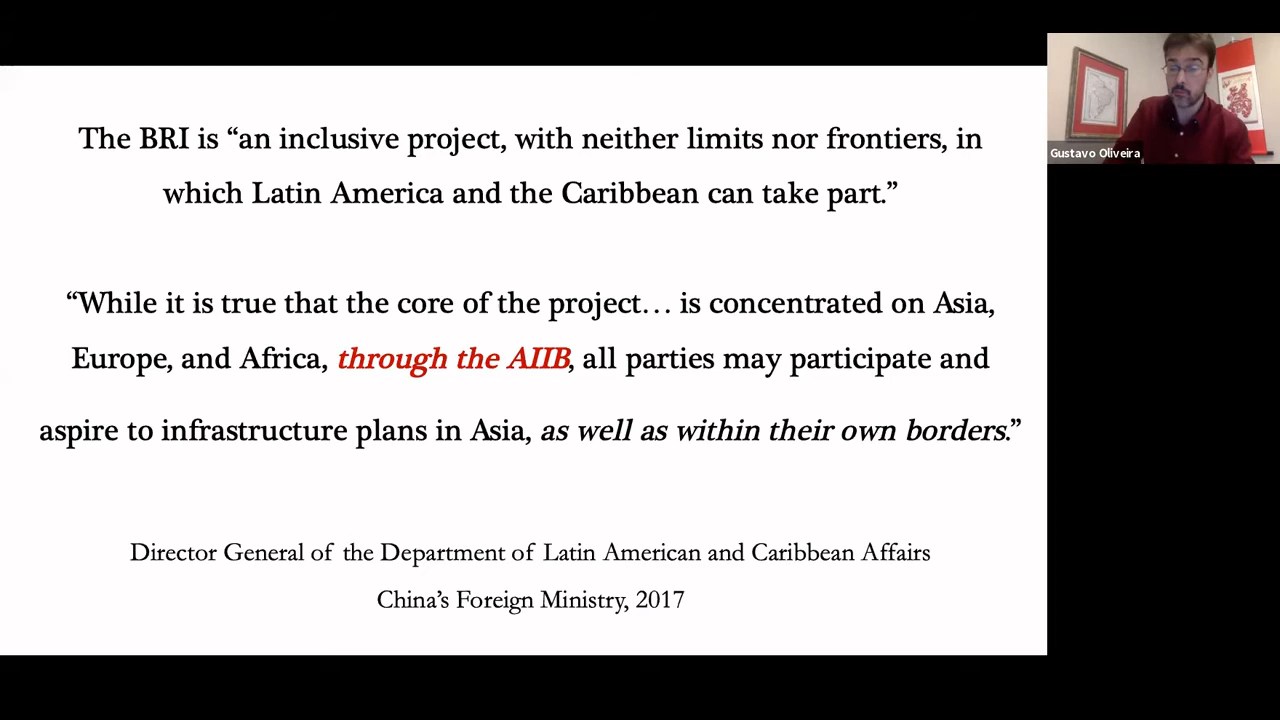 The BRI is “an inclusive project, with neither limits nor frontiers, in
which Latin America and the Caribbean can take part.”
“While it is true that the core of the project… is concentrated on Asia,
Europe, and Africa, through the AIIB, all parties may participate and
aspire to infrastructure plans in Asia, as well as within their own borders.”
Director General of the Department of Latin American and Caribbean Affairs
China’s Foreign Ministry, 2017
Gustavo Oliveira